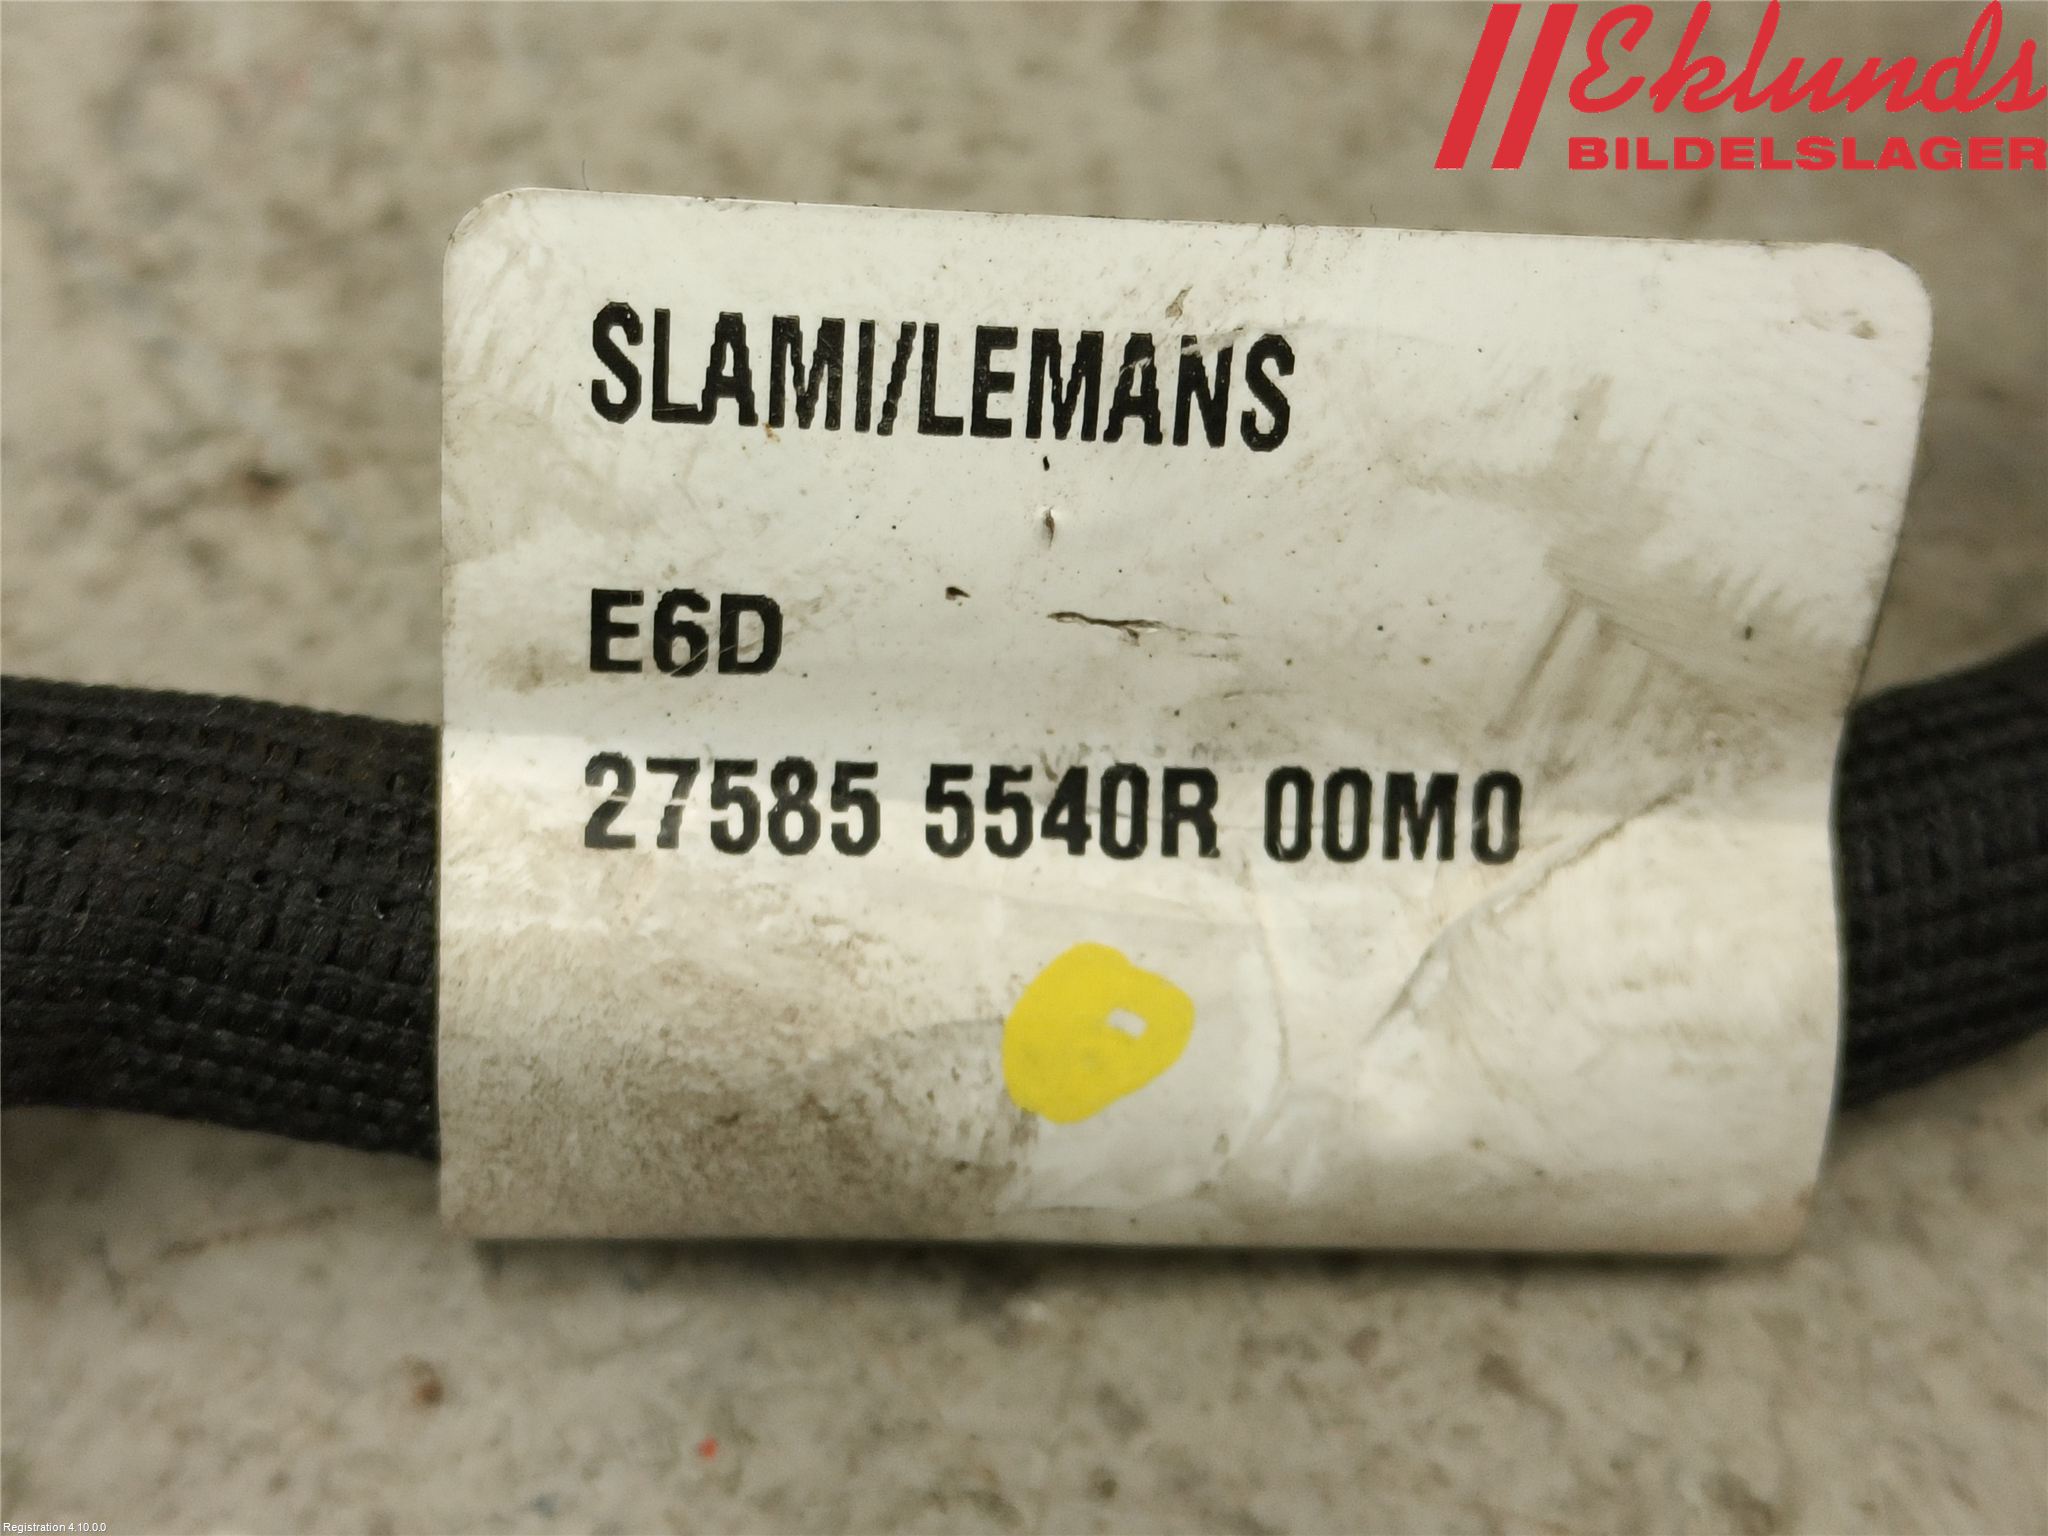 Eklunds
BILDELSLAGER
SLAMI/LEMANS
E6D
27585 5540R 00M0
Registration 4.10.0.0